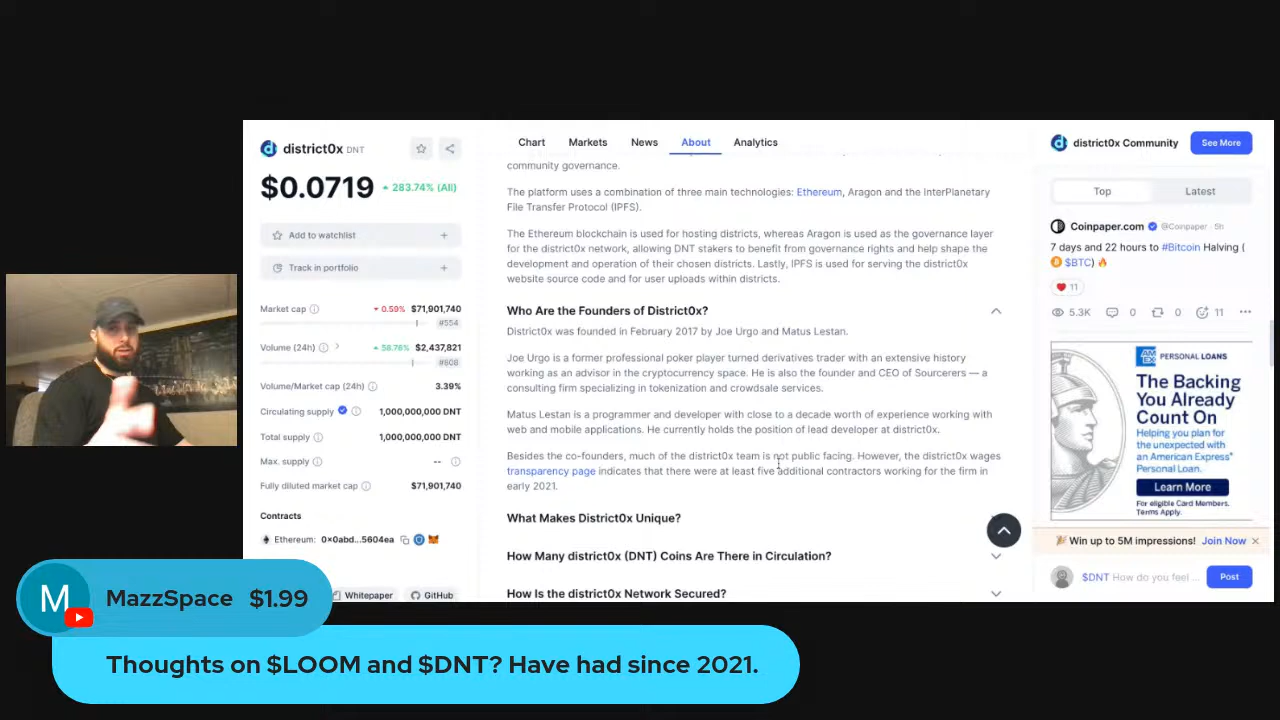 district0x DNT
$0.0719 283.74% (All)
Add to watchlist +
Track in portfolio +
Market cap 0.59% $71,901,740
#554
Volume (24h) 56.76% $2,437,821
#608
Volume/Market cap (24h) 3.39%
Circulating supply 1,000,000,000 DNT
Total supply 1,000,000,000 DNT
Max. supply --
Fully diluted market cap $71,901,740
Contracts
Ethereum: 0x0abd...5604ea
Whitepaper GitHub
Chart Markets News About Analytics
community governance.
The platform uses a combination of three main technologies: Ethereum, Aragon and the InterPlanetary
File Transfer Protocol (IPFS).
The Ethereum blockchain is used for hosting districts, whereas Aragon is used as the governance layer
for the district0x network, allowing DNT stakers to benefit from governance rights and help shape the
development and operation of their chosen districts. Lastly, IPFS is used for serving the district0x
website source code and for user uploads within districts.
Who Are the Founders of District0x?
District0x was founded in February 2017 by Joe Urgo and Matus Lestan.
Joe Urgo is a former professional poker player turned derivatives trader with an extensive history
working as an advisor in the cryptocurrency space. He is also the founder and CEO of Sourcerers — a
consulting firm specializing in tokenization and crowdsale services.
Matus Lestan is a programmer and developer with close to a decade worth of experience working with
web and mobile applications. He currently holds the position of lead developer at district0x.
Besides the co-founders, much of the district0x team is not public facing. However, the district0x wages
transparency page indicates that there were at least five additional contractors working for the firm in
early 2021.
What Makes District0x Unique?
How Many district0x (DNT) Coins Are There in Circulation?
How Is the district0x Network Secured?
district0x Community See More
Top Latest
Coinpaper.com @Coinpaper · 5h
7 days and 22 hours to #Bitcoin Halving (
$BTC)
11
5.3K 0 0 11
AMEX PERSONAL LOANS
The Backing
You Already
Count On
Helping you plan for
the unexpected with
an American Express®
Personal Loan.
Learn More
For eligible Card Members.
Terms Apply.
Win up to 5M impressions! Join Now
$DNT How do you feel ... Post
M MazzSpace $1.99
Thoughts on $LOOM and $DNT? Have had since 2021.